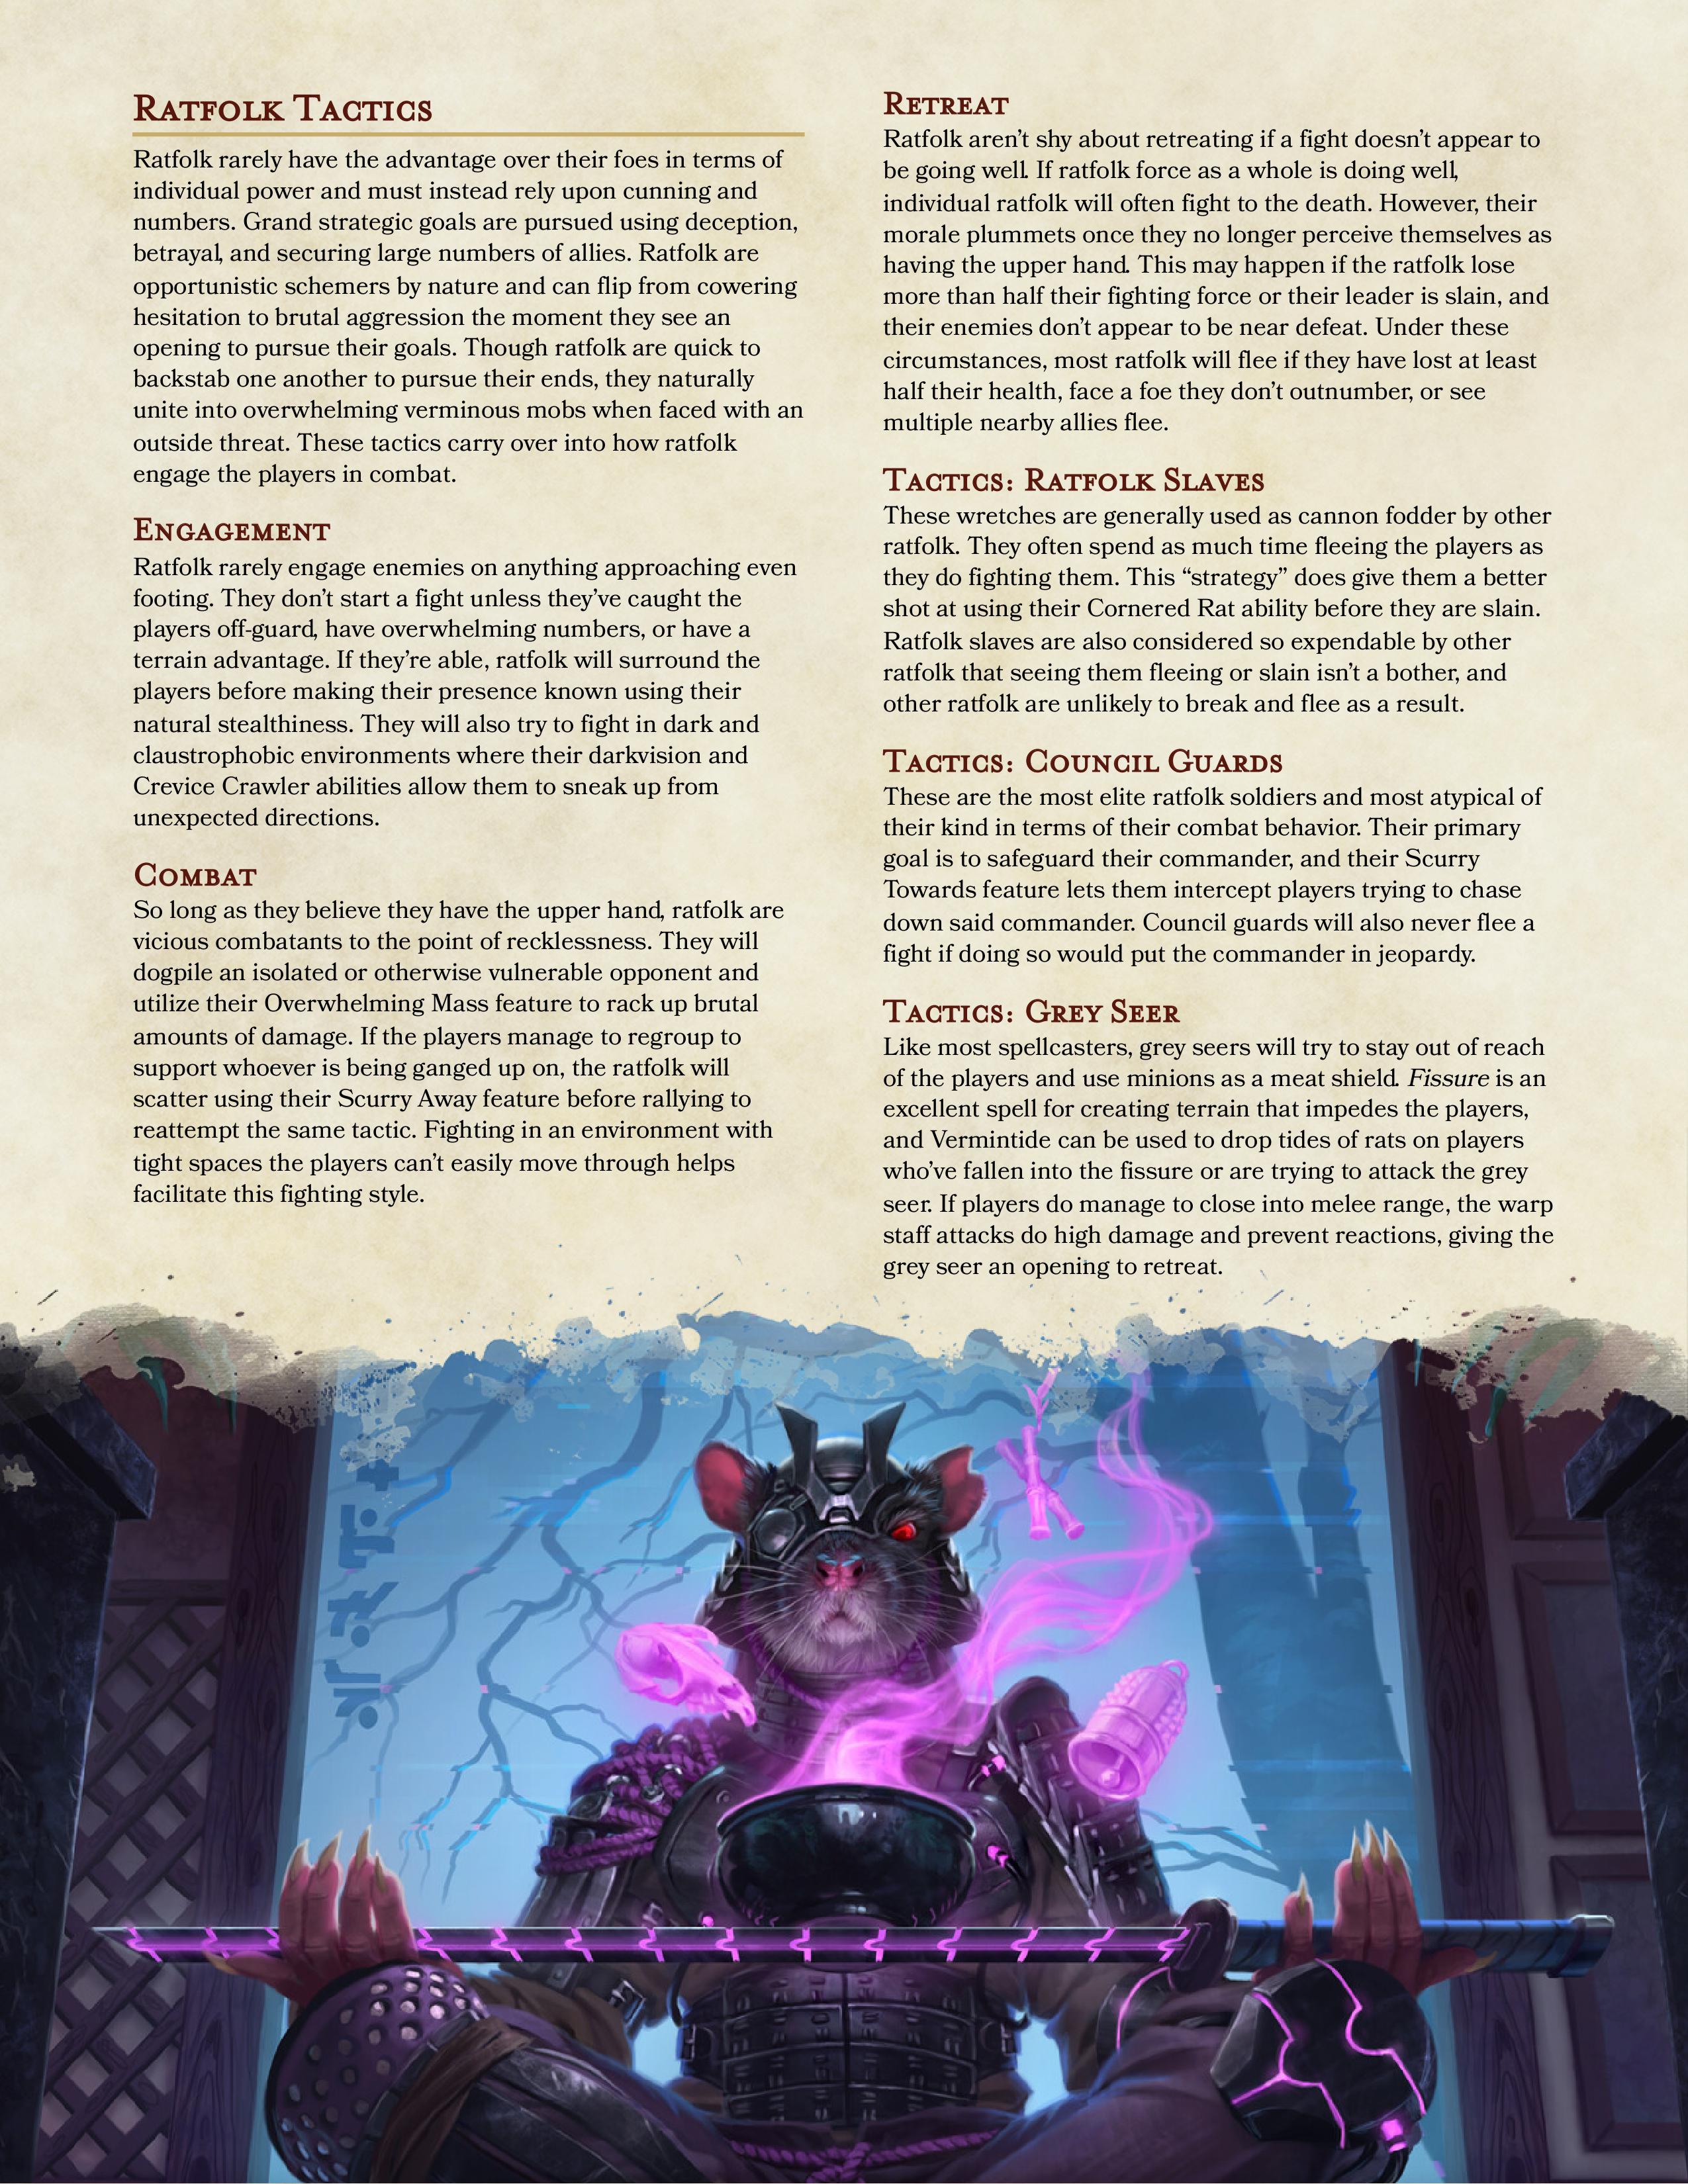 Ratfolk Tactics
Ratfolk rarely have the advantage over their foes in terms of
individual power and must instead rely upon cunning and
numbers. Grand strategic goals are pursued using deception,
betrayal, and securing large numbers of allies. Ratfolk are
opportunistic schemers by nature and can flip from cowering
hesitation to brutal aggression the moment they see an
opening to pursue their goals. Though ratfolk are quick to
backstab one another to pursue their ends, they naturally
unite into overwhelming verminous mobs when faced with an
outside threat. These tactics carry over into how ratfolk
engage the players in combat.
Engagement
Ratfolk rarely engage enemies on anything approaching even
footing. They don't start a fight unless they've caught the
players off-guard, have overwhelming numbers, or have a
terrain advantage. If they're able, ratfolk will surround the
players before making their presence known using their
natural stealthiness. They will also try to fight in dark and
claustrophobic environments where their darkvision and
Crevice Crawler abilities allow them to sneak up from
unexpected directions.
Combat
So long as they believe they have the upper hand, ratfolk are
vicious combatants to the point of recklessness. They will
dogpile an isolated or otherwise vulnerable opponent and
utilize their Overwhelming Mass feature to rack up brutal
amounts of damage. If the players manage to regroup to
support whoever is being ganged up on, the ratfolk will
scatter using their Scurry Away feature before rallying to
reattempt the same tactic. Fighting in an environment with
tight spaces the players can't easily move through helps
facilitate this fighting style.
Retreat
Ratfolk aren't shy about retreating if a fight doesn't appear to
be going well. If ratfolk force as a whole is doing well,
individual ratfolk will often fight to the death. However, their
morale plummets once they no longer perceive themselves as
having the upper hand. This may happen if the ratfolk lose
more than half their fighting force or their leader is slain, and
their enemies don't appear to be near defeat. Under these
circumstances, most ratfolk will flee if they have lost at least
half their health, face a foe they don't outnumber, or see
multiple nearby allies flee.
Tactics: Ratfolk Slaves
These wretches are generally used as cannon fodder by other
ratfolk. They often spend as much time fleeing the players as
they do fighting them. This “strategy” does give them a better
shot at using their Cornered Rat ability before they are slain.
Ratfolk slaves are also considered so expendable by other
ratfolk that seeing them fleeing or slain isn't a bother, and
other ratfolk are unlikely to break and flee as a result.
Tactics: Council Guards
These are the most elite ratfolk soldiers and most atypical of
their kind in terms of their combat behavior. Their primary
goal is to safeguard their commander, and their Scurry
Towards feature lets them intercept players trying to chase
down said commander. Council guards will also never flee a
fight if doing so would put the commander in jeopardy.
Tactics: Grey Seer
Like most spellcasters, grey seers will try to stay out of reach
of the players and use minions as a meat shield. Fissure is an
excellent spell for creating terrain that impedes the players,
and Vermintide can be used to drop tides of rats on players
who've fallen into the fissure or are trying to attack the grey
seer. If players do manage to close into melee range, the warp
staff attacks do high damage and prevent reactions, giving the
grey seer an opening to retreat.